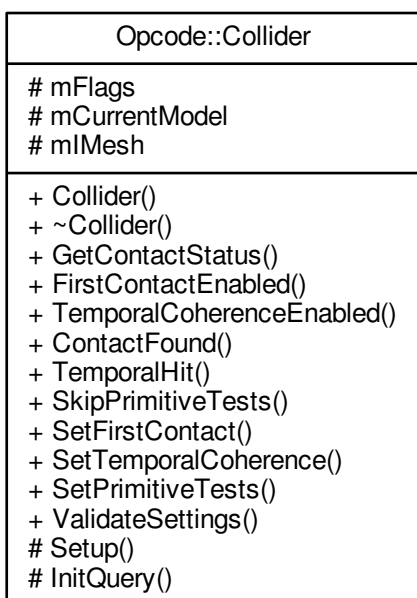 Opcode::Collider
# mFlags
# mCurrentModel
# mIMesh
+ Collider()
+ ~Collider()
+ GetContactStatus()
+ FirstContactEnabled()
+ TemporalCoherenceEnabled()
+ ContactFound()
+ TemporalHit()
+ SkipPrimitiveTests()
+ SetFirstContact()
+ SetTemporalCoherence()
+ SetPrimitiveTests()
+ ValidateSettings()
# Setup()
# InitQuery()